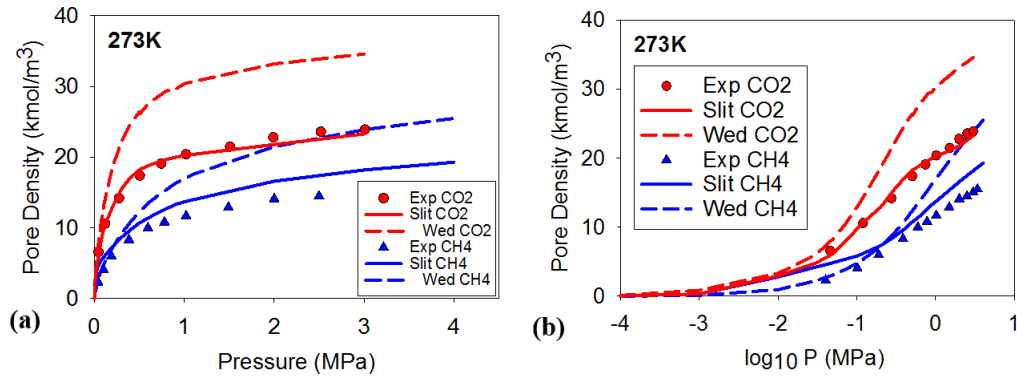 273K
Pore Density (kmol/m³)
40
30
20
10
0
Exp CO2
Slit CO2
Wed CO2
Exp CH4
Slit CH4
Wed CH4
0 1 2 3 4
Pressure (MPa)
(a)
273K
Pore Density (kmol/m³)
40
30
20
10
0
Exp CO2
Slit CO2
Wed CO2
Exp CH4
Slit CH4
Wed CH4
-4 -3 -2 -1 0 1
log₁₀ P (MPa)
(b)